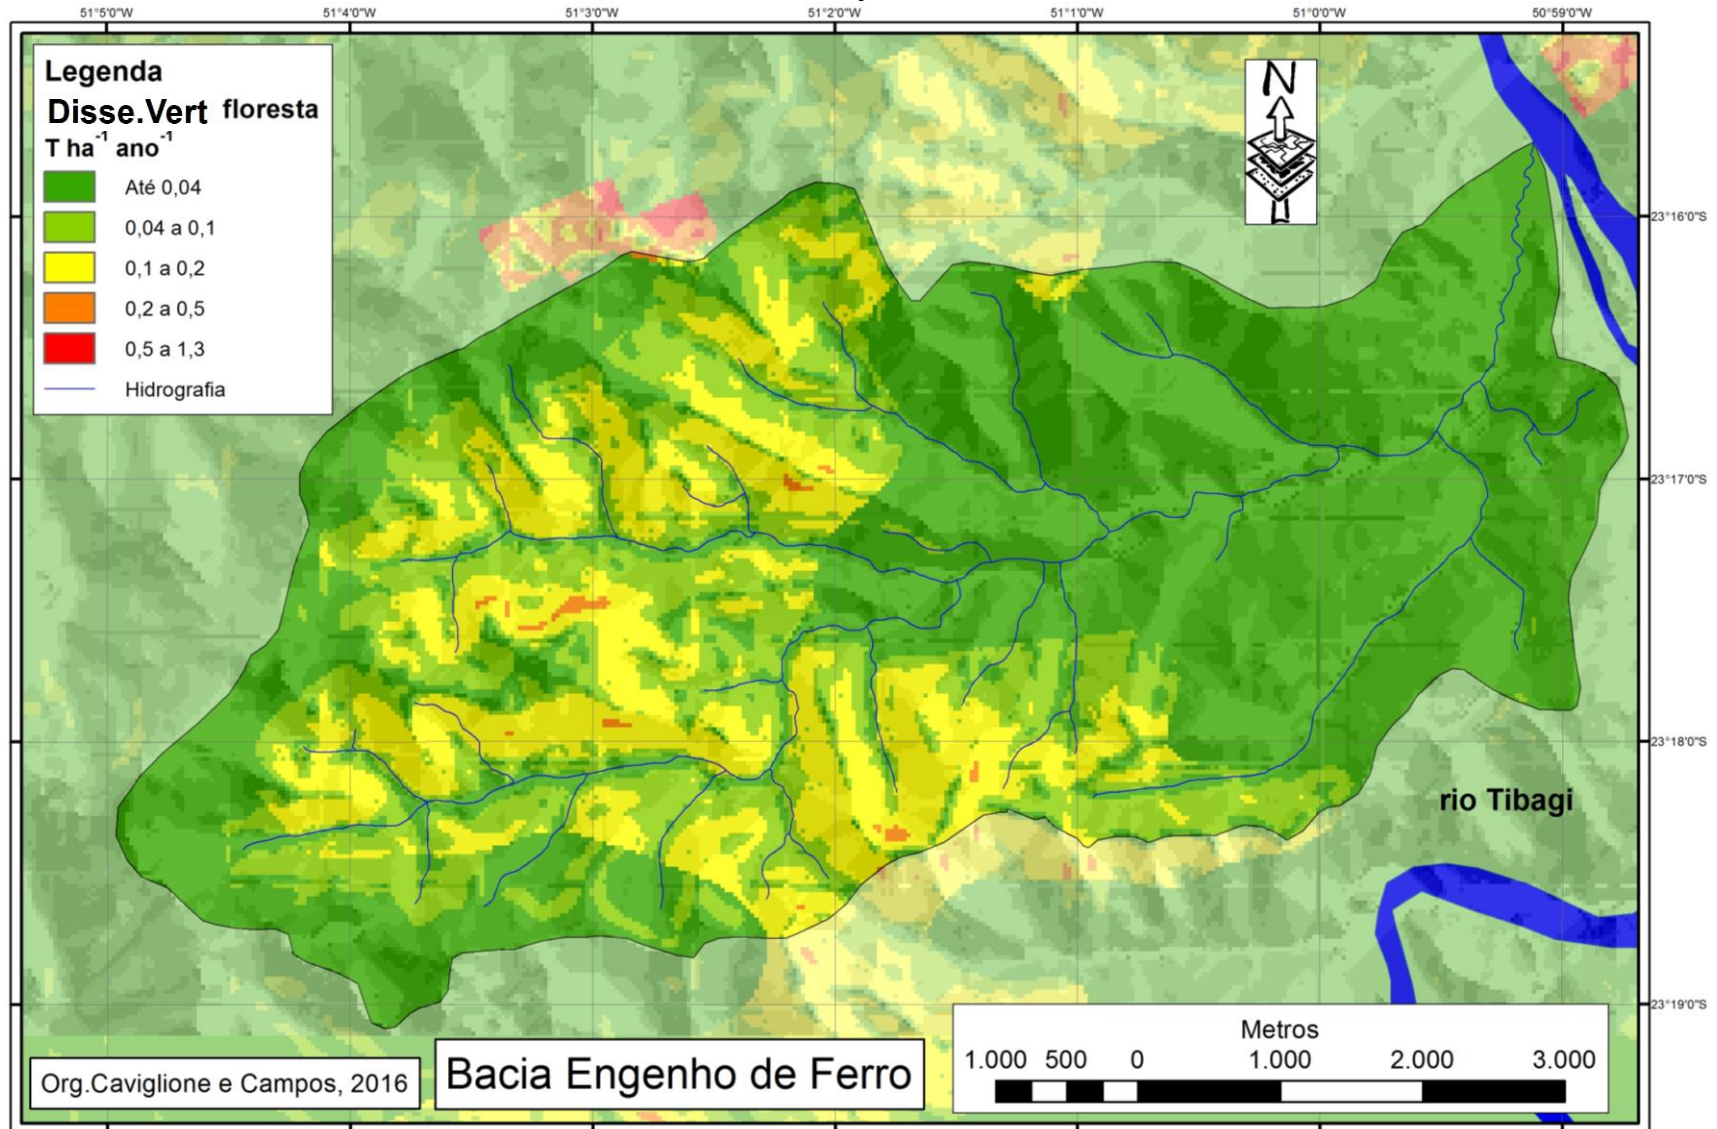 51°5'0"W 51°4'0"W 51°3'0"W 51°2'0"W 51°1'0"W 51°0'0"W 50°59'0"W
Legenda
Disse.Vert floresta
T ha⁻¹ ano⁻¹
Até 0,04
0,04 a 0,1
0,1 a 0,2
0,2 a 0,5
0,5 a 1,3
Hidrografia
N
23°16'0"S
23°17'0"S
23°18'0"S
rio Tibagi
23°19'0"S
Metros
1.000 500 0 1.000 2.000 3.000
Org.Caviglione e Campos, 2016
Bacia Engenho de Ferro